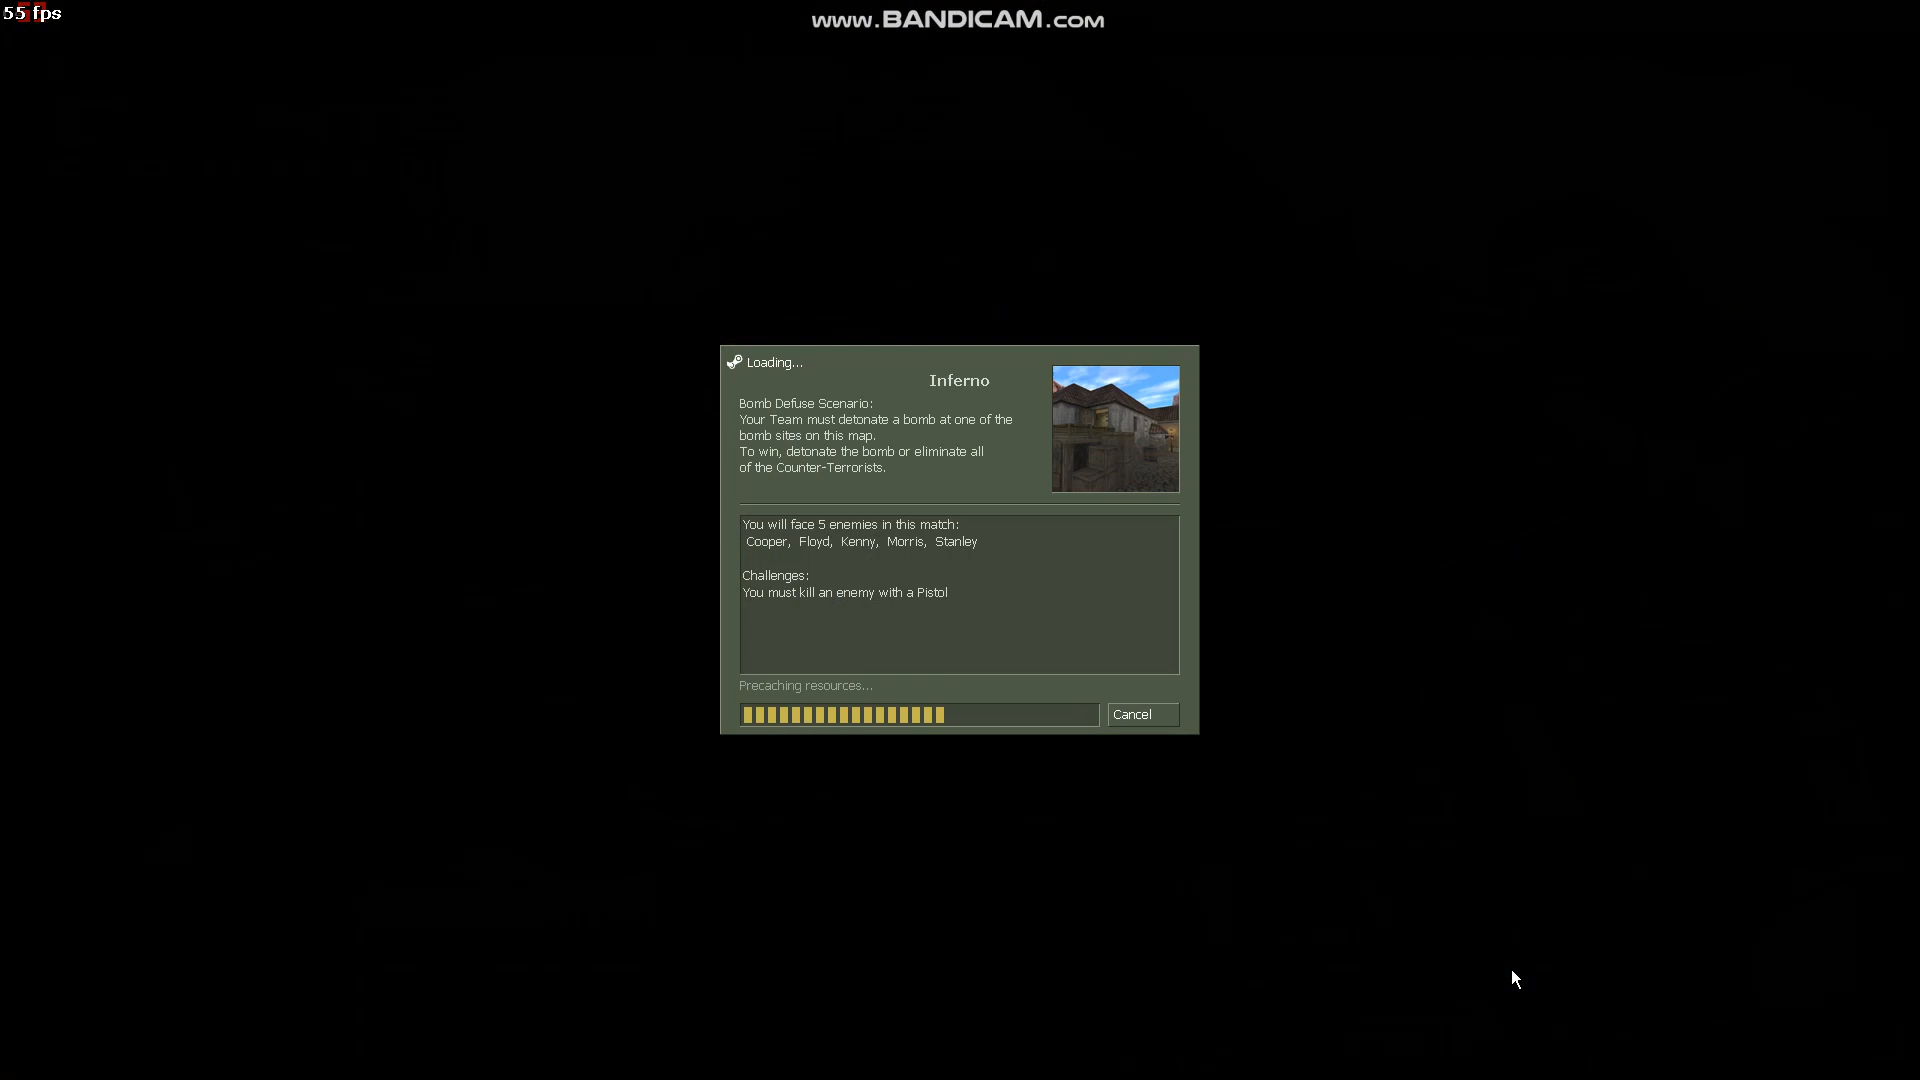 55 fps
www.BANDICAM.com
Loading...
Inferno
Bomb Defuse Scenario:
Your Team must detonate a bomb at one of the
bomb sites on this map.
To win, detonate the bomb or eliminate all
of the Counter-Terrorists.
You will face 5 enemies in this match:
Cooper, Floyd, Kenny, Morris, Stanley
Challenges:
You must kill an enemy with a Pistol
Precaching resources...
Cancel